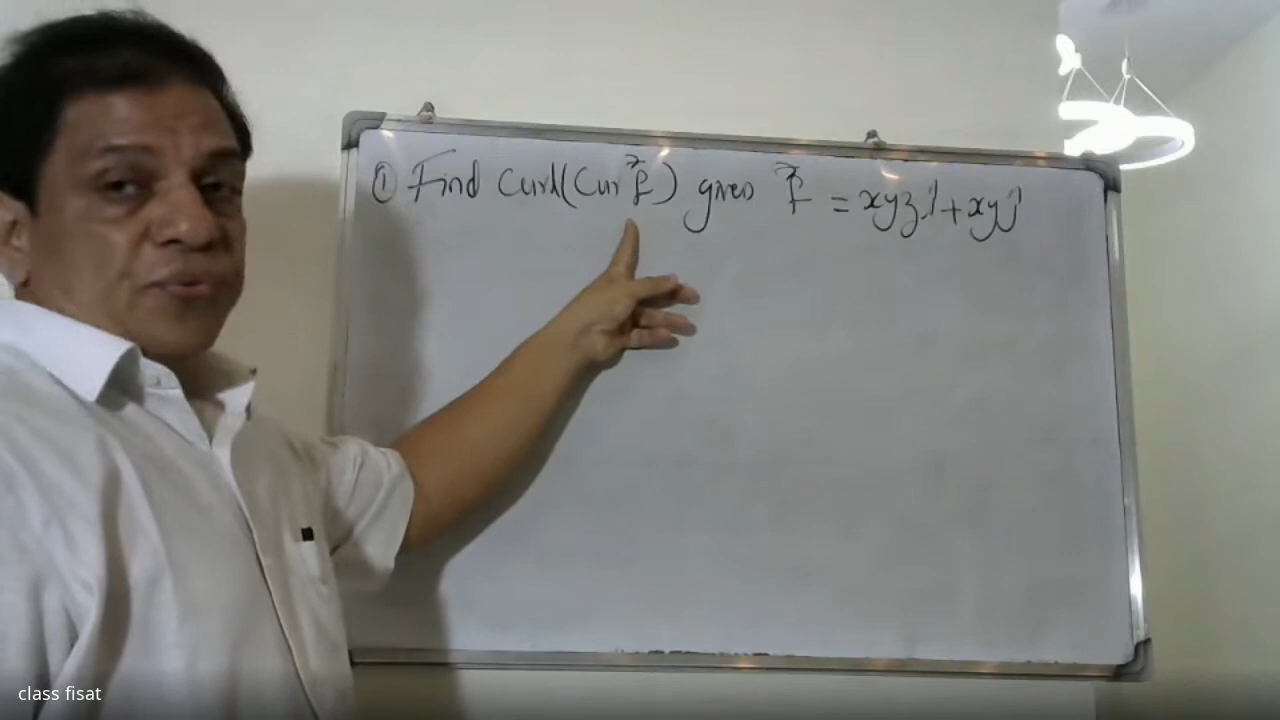 ① Find Curl(Curl F⃗) given F⃗ = xyz î + xy ĵ
class fisat